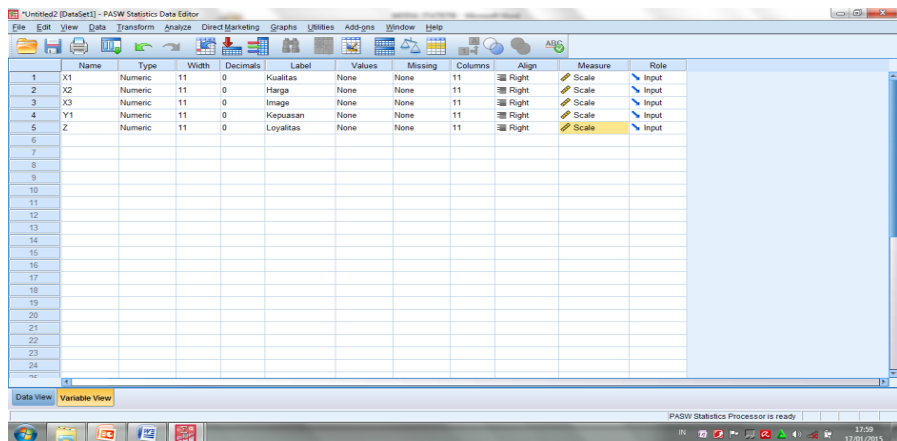 *Untitled2 [DataSet1] - PASW Statistics Data Editor
File Edit View Data Transform Analyze Direct Marketing Graphs Utilities Add-ons Window Help
Name Type Width Decimals Label Values Missing Columns Align Measure Role
1 X1 Numeric 11 0 Kualitas None None 11 Right Scale Input
2 X2 Numeric 11 0 Harga None None 11 Right Scale Input
3 X3 Numeric 11 0 Image None None 11 Right Scale Input
4 Y1 Numeric 11 0 Kepuasan None None 11 Right Scale Input
5 Z Numeric 11 0 Loyalitas None None 11 Right Scale Input
6
7
8
9
10
11
12
13
14
15
16
17
18
19
20
21
22
23
24
Data View Variable View
PASW Statistics Processor is ready
IN 17:59
17/01/2015